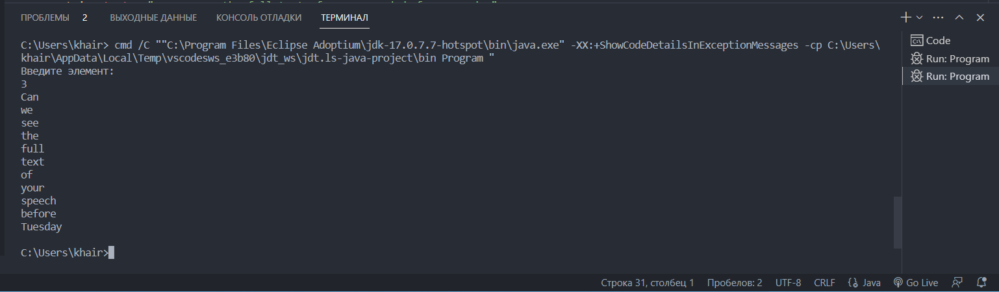 ПРОБЛЕМЫ 2 ВЫХОДНЫЕ ДАННЫЕ КОНСОЛЬ ОТЛАДКИ ТЕРМИНАЛ
C:\Users\khair> cmd /C ""C:\Program Files\Eclipse Adoptium\jdk-17.0.7.7-hotspot\bin\java.exe" -XX:+ShowCodeDetailsInExceptionMessages -cp C:\Users\
khair\AppData\Local\Temp\vscodesws_e3b80\jdt_ws\jdt.ls-java-project\bin Program "
Введите элемент:
3
Can
we
see
the
full
text
of
your
speech
before
Tuesday
C:\Users\khair>
Code
Run: Program
Run: Program
Строка 31, столбец 1 Пробелов: 2 UTF-8 CRLF Java Go Live